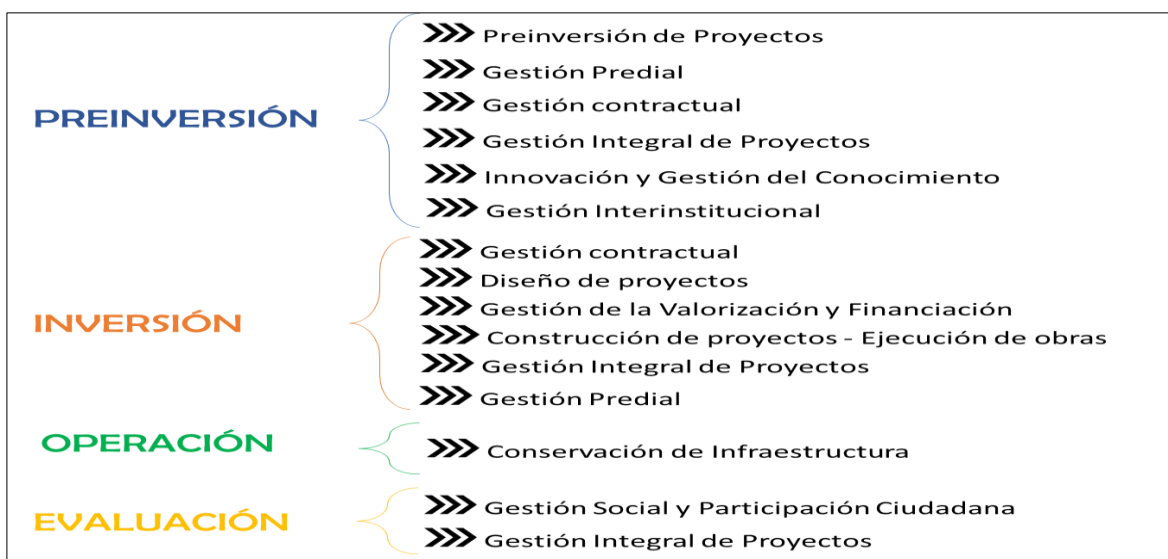 PREINVERSIÓN
Preinversión de Proyectos
Gestión Predial
Gestión contractual
Gestión Integral de Proyectos
Innovación y Gestión del Conocimiento
Gestión Interinstitucional
INVERSIÓN
Gestión contractual
Diseño de proyectos
Gestión de la Valorización y Financiación
Construcción de proyectos - Ejecución de obras
Gestión Integral de Proyectos
Gestión Predial
OPERACIÓN
Conservación de Infraestructura
EVALUACIÓN
Gestión Social y Participación Ciudadana
Gestión Integral de Proyectos